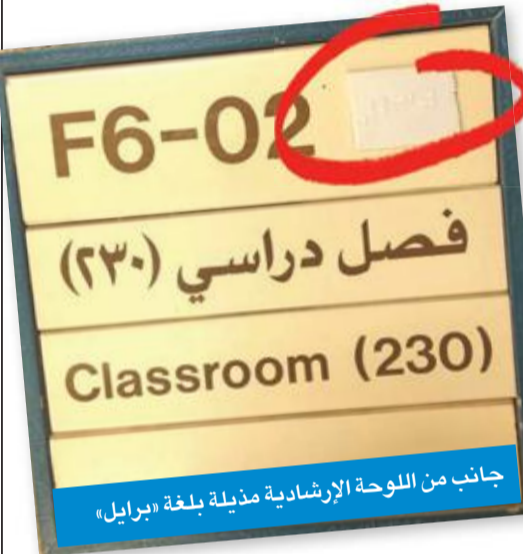 F6-02
فصل دراسي (٢٣٠)
Classroom (230)
جانب من اللوحة الإرشادية مذيلة بلغة «برايل»